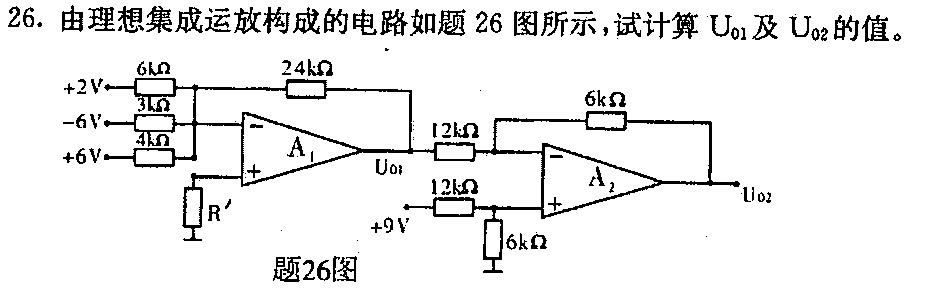 26. 由理想集成运放构成的电路如题 26 图所示,试计算 U01及 U02的值。
6kΩ
24kΩ
+2V
3kΩ
6kΩ
-6V
12kΩ
4kΩ
+6V
A1
U01
A2
12kΩ
U02
R′
+9V
6kΩ
题26图